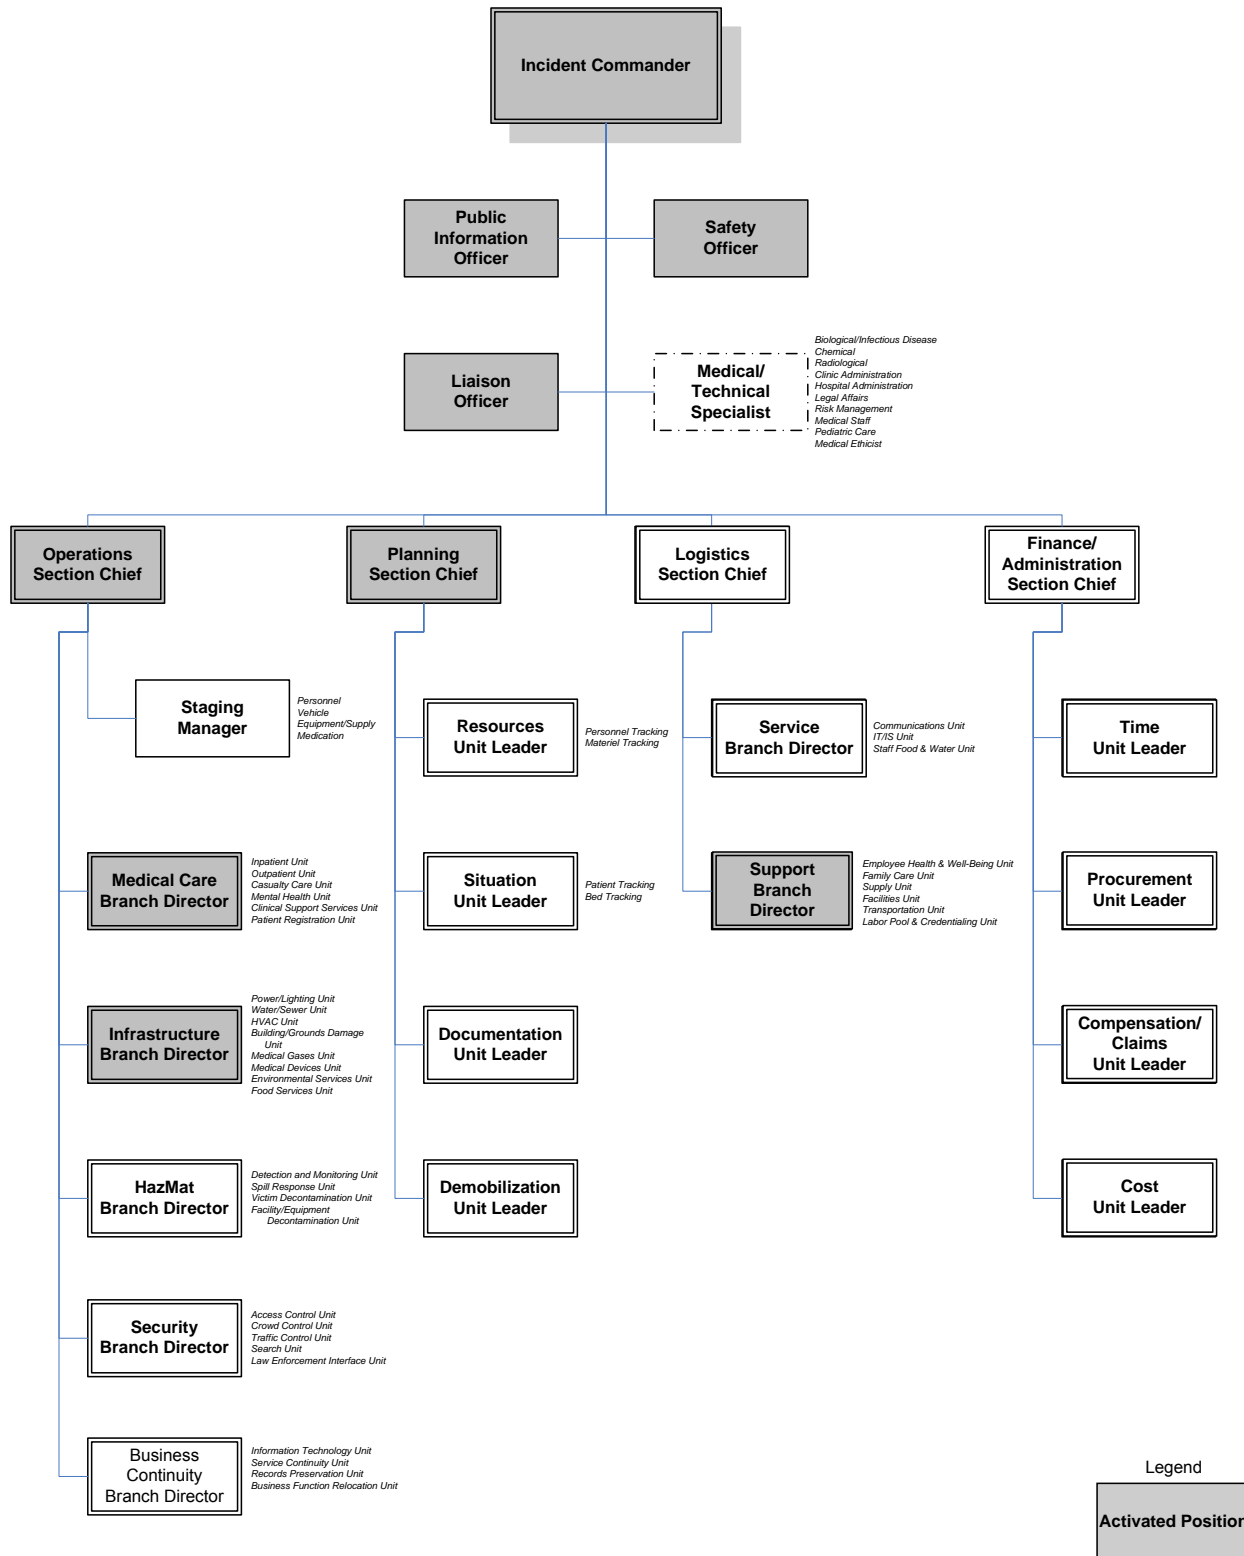 Incident Commander
Public
Information
Officer
Safety
Officer
Liaison
Officer
Medical/
Technical
Specialist
Biological/Infectious Disease
Chemical
Radiological
Clinic Administration
Hospital Administration
Legal Affairs
Risk Management
Medical Staff
Pediatric Care
Medical Ethicist
Operations
Section Chief
Planning
Section Chief
Logistics
Section Chief
Finance/
Administration
Section Chief
Staging
Manager
Personnel
Vehicle
Equipment/Supply
Medication
Resources
Unit Leader
Personnel Tracking
Materiel Tracking
Service
Branch Director
Communications Unit
IT/IS Unit
Staff Food & Water Unit
Time
Unit Leader
Medical Care
Branch Director
Inpatient Unit
Outpatient Unit
Casualty Care Unit
Mental Health Unit
Clinical Support Services Unit
Patient Registration Unit
Situation
Unit Leader
Patient Tracking
Bed Tracking
Support
Branch
Director
Employee Health & Well-Being Unit
Family Care Unit
Supply Unit
Facilities Unit
Transportation Unit
Labor Pool & Credentialing Unit
Procurement
Unit Leader
Infrastructure
Branch Director
Power/Lighting Unit
Water/Sewer Unit
HVAC Unit
Building/Grounds Damage
Unit
Medical Gases Unit
Medical Devices Unit
Environmental Services Unit
Food Services Unit
Documentation
Unit Leader
Compensation/
Claims
Unit Leader
HazMat
Branch Director
Detection and Monitoring Unit
Spill Response Unit
Victim Decontamination Unit
Facility/Equipment
Decontamination Unit
Demobilization
Unit Leader
Cost
Unit Leader
Security
Branch Director
Access Control Unit
Crowd Control Unit
Traffic Control Unit
Search Unit
Law Enforcement Interface Unit
Business
Continuity
Branch Director
Information Technology Unit
Service Continuity Unit
Records Preservation Unit
Business Function Relocation Unit
Legend
Activated Position